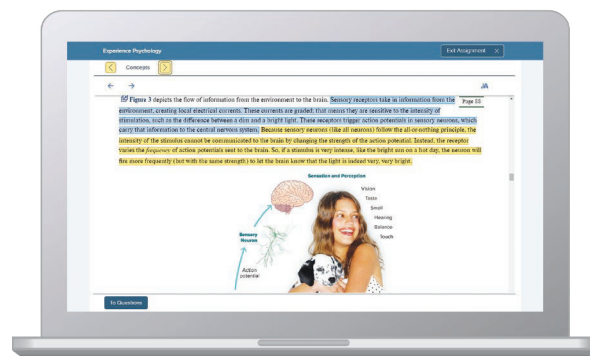 Experience Psychology
Exit Assignment X
Concepts
Figure 3 depicts the flow of information from the environment to the brain. Sensory receptors take in information from the
Page 88
environment, creating local electrical currents. These currents are graded; that means they are sensitive to the intensity of
stimulation, such as the difference between a dim and a bright light. These receptors trigger action potentials in sensory neurons, which
carry that information to the central nervous system. Because sensory neurons (like all neurons) follow the all-or-nothing principle, the
intensity of the stimulus cannot be communicated to the brain by changing the strength of the action potential. Instead, the receptor
varies the frequency of action potentials sent to the brain. So, if a stimulus is very intense, like the bright sun on a hot day, the neuron will
fire more frequently (but with the same strength) to let the brain know that the light is indeed very, very bright.
Sensation and Perception
Vision
Taste
Smell
Hearing
Balance
Touch
Sensory
Neuron
Action
potential
To Questions